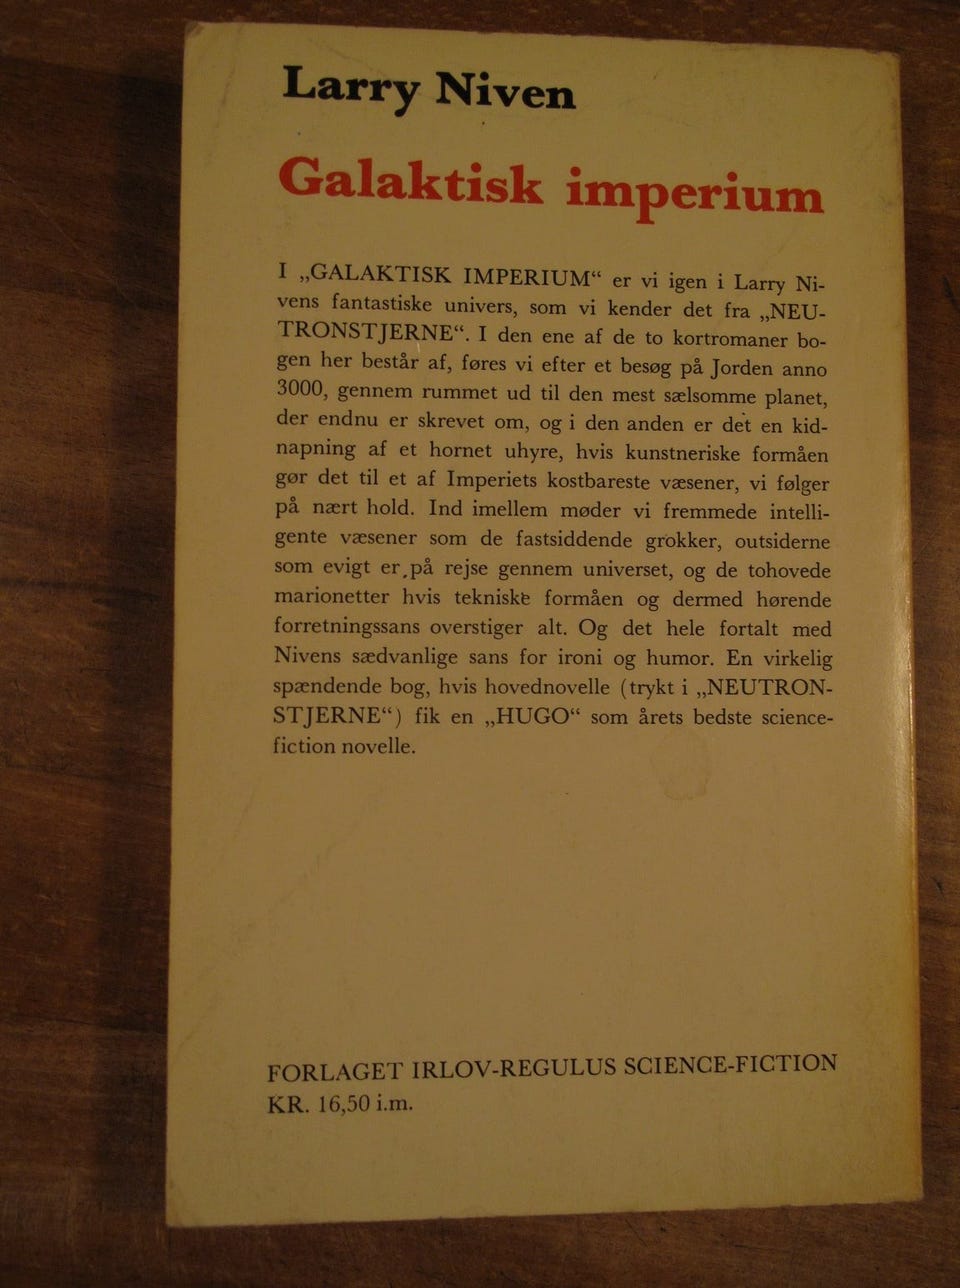 Larry Niven
Galaktisk imperium
I „GALAKTISK IMPERIUM“ er vi igen i Larry Ni-
vens fantastiske univers, som vi kender det fra „NEU-
TRONSTJERNE“. I den ene af de to kortromaner bo-
gen her består af, føres vi efter et besøg på Jorden anno
3000, gennem rummet ud til den mest sælsomme planet,
der endnu er skrevet om, og i den anden er det en kid-
napning af et hornet uhyre, hvis kunstneriske formåen
gør det til et af Imperiets kostbareste væsener, vi følger
på nært hold. Ind imellem møder vi fremmede intelli-
gente væsener som de fastsiddende grokker, outsiderne
som evigt er på rejse gennem universet, og de tohovede
marionetter hvis tekniske formåen og dermed hørende
forretningssans overstiger alt. Og det hele fortalt med
Nivens sædvanlige sans for ironi og humor. En virkelig
spændende bog, hvis hovednovelle (trykt i „NEUTRON-
STJERNE“) fik en „HUGO“ som årets bedste science-
fiction novelle.
FORLAGET IRLOV-REGULUS SCIENCE-FICTION
KR. 16,50 i.m.